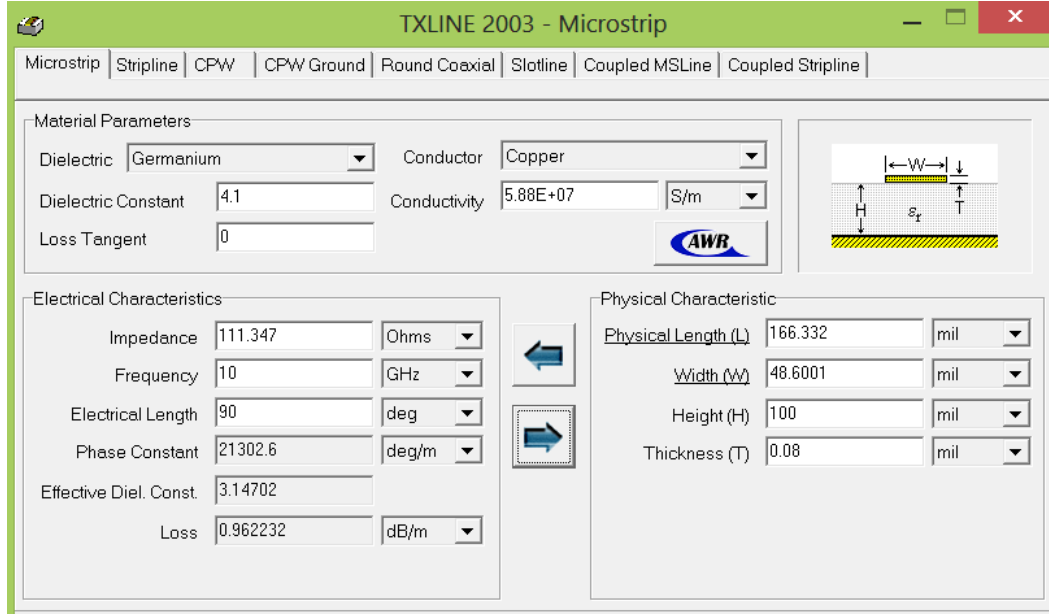 TXLINE 2003 - Microstrip
Microstrip Stripline CPW CPW Ground Round Coaxial Slotline Coupled MSLine Coupled Stripline
Material Parameters
Dielectric Germanium Conductor Copper
Dielectric Constant 4.1 Conductivity 5.88E+07 S/m
Loss Tangent 0
AWR
W
H
εr
T
Electrical Characteristics
Impedance 111.347 Ohms
Frequency 10 GHz
Electrical Length 90 deg
Phase Constant 21302.6 deg/m
Effective Diel. Const. 3.14702
Loss 0.962232 dB/m
Physical Characteristic
Physical Length (L) 166.332 mil
Width (W) 48.6001 mil
Height (H) 100 mil
Thickness (T) 0.08 mil